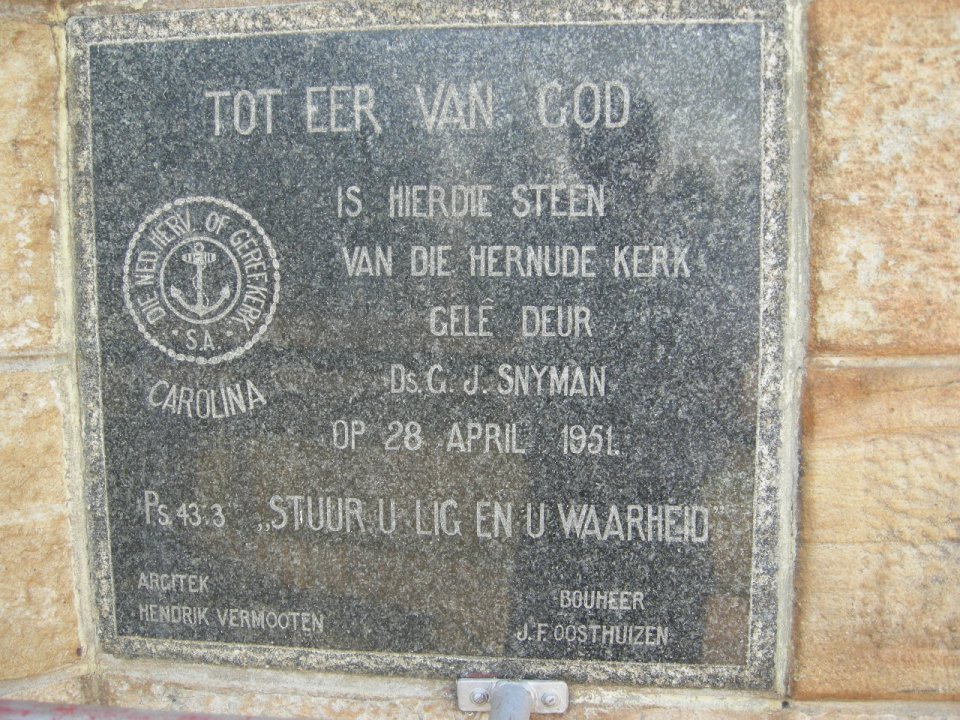 TOT EER VAN GOD
IS HIERDIE STEEN
VAN DIE HERNUDE KERK
GELÊ DEUR
Ds. G. J. SNYMAN
OP 28 APRIL 1951.
DIE NED. HERV. OF GEREF. KERK
S.A.
CAROLINA
Ps. 43:3 „STUUR U LIG EN U WAARHEID"
ARGITEK
HENDRIK VERMOOTEN
BOUHEER
J. F. OOSTHUIZEN